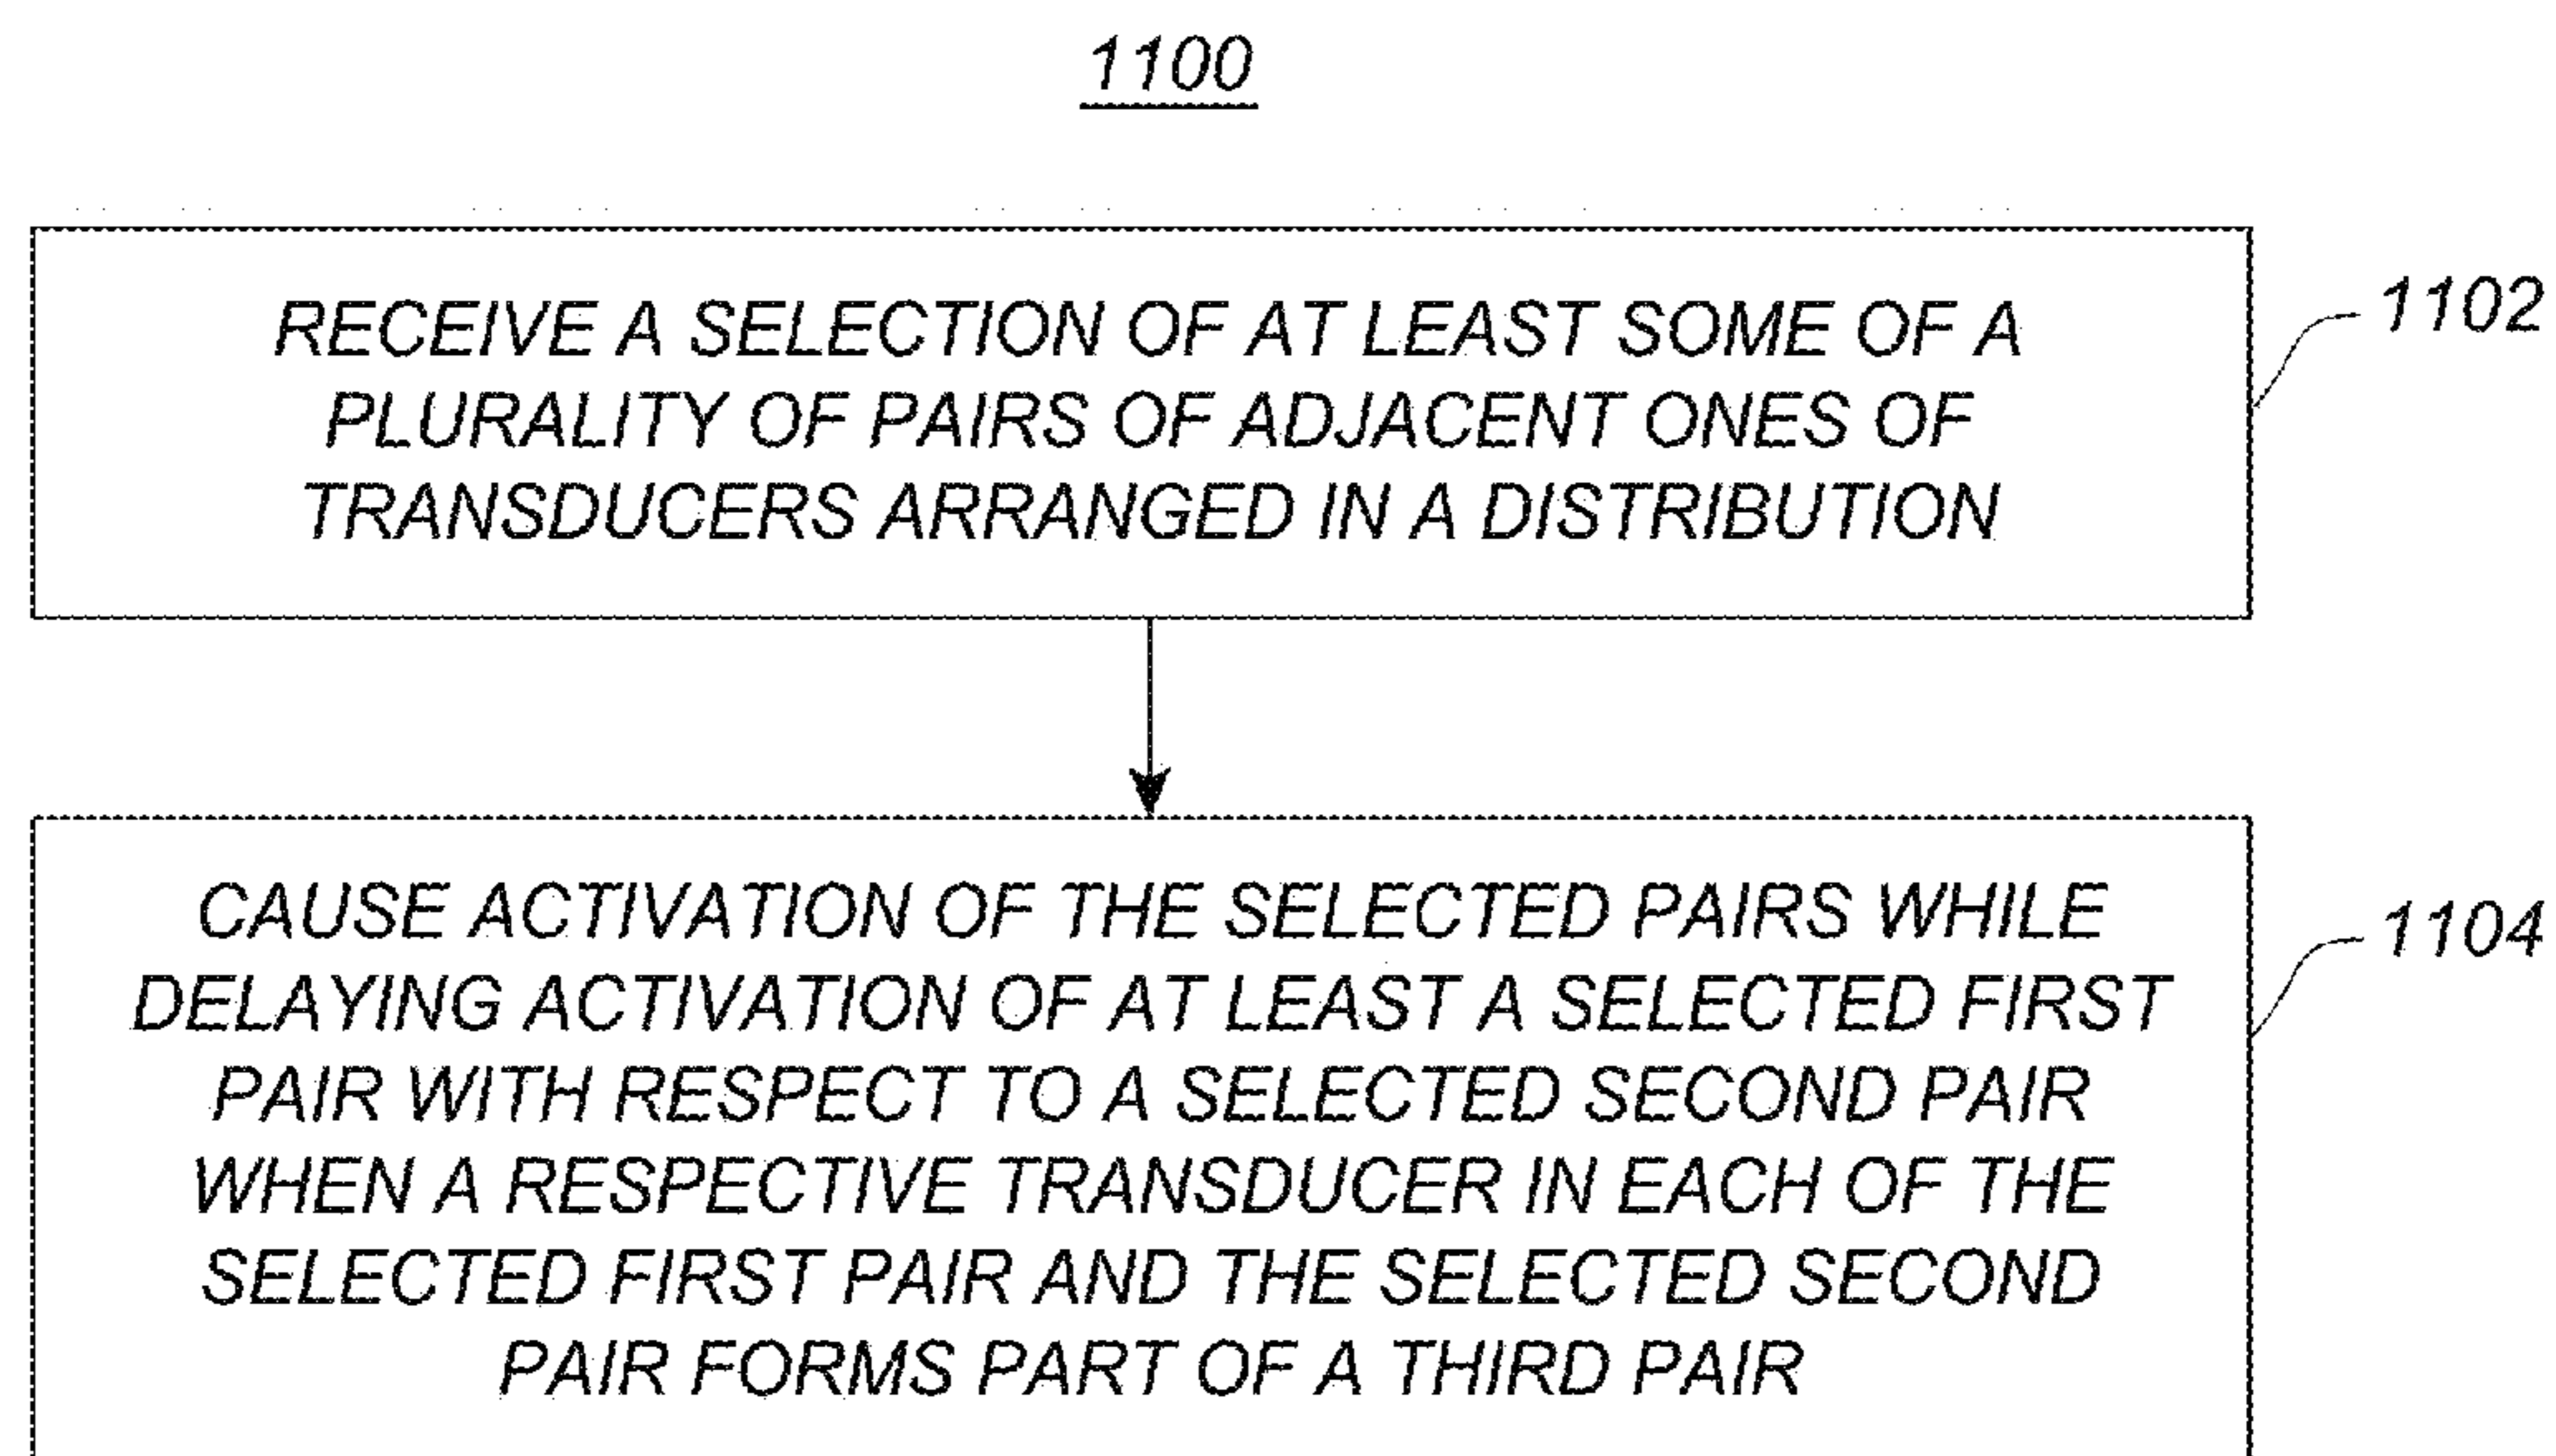 1100
RECEIVE A SELECTION OF AT LEAST SOME OF A
PLURALITY OF PAIRS OF ADJACENT ONES OF
TRANSDUCERS ARRANGED IN A DISTRIBUTION
1102
CAUSE ACTIVATION OF THE SELECTED PAIRS WHILE
DELAYING ACTIVATION OF AT LEAST A SELECTED FIRST
PAIR WITH RESPECT TO A SELECTED SECOND PAIR
WHEN A RESPECTIVE TRANSDUCER IN EACH OF THE
SELECTED FIRST PAIR AND THE SELECTED SECOND
PAIR FORMS PART OF A THIRD PAIR
1104